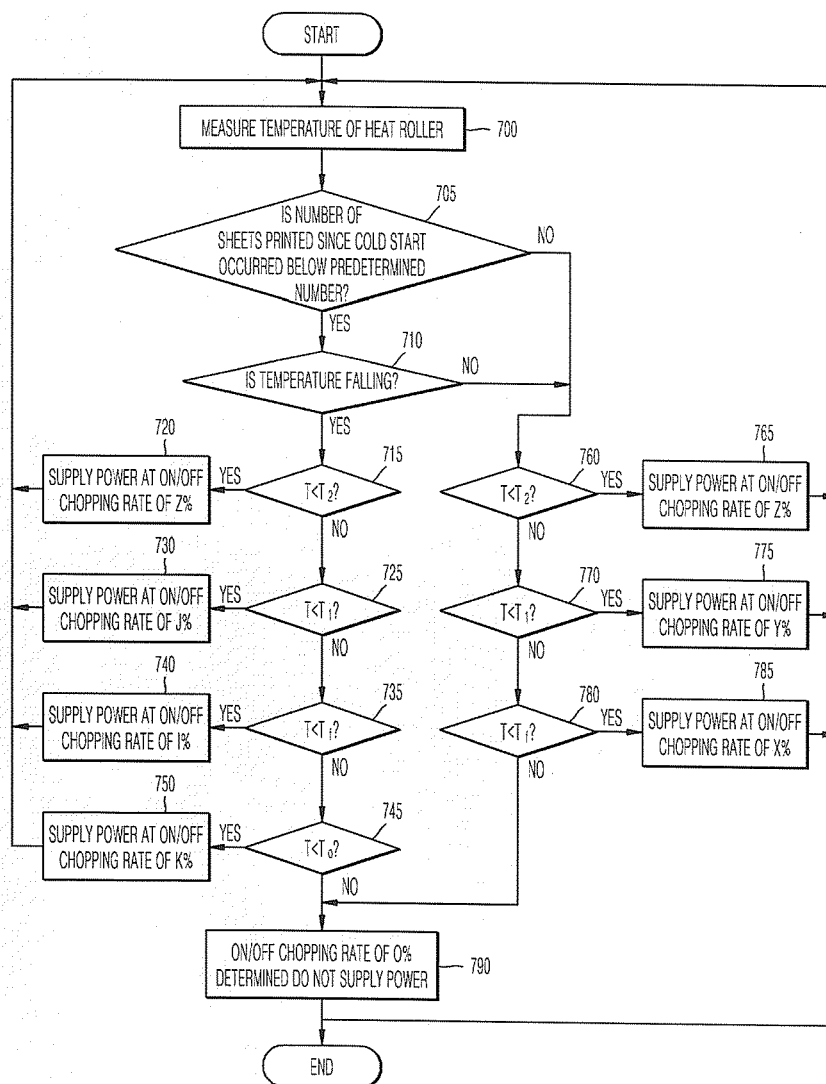 START
MEASURE TEMPERATURE OF HEAT ROLLER
700
705
IS NUMBER OF
SHEETS PRINTED SINCE COLD START
OCCURRED BELOW PREDETERMINED
NUMBER?
NO
YES
710
IS TEMPERATURE FALLING?
NO
YES
720
SUPPLY POWER AT ON/OFF
CHOPPING RATE OF Z%
YES
715
T<T₂?
NO
760
T<T₂?
YES
NO
765
SUPPLY POWER AT ON/OFF
CHOPPING RATE OF Z%
730
SUPPLY POWER AT ON/OFF
CHOPPING RATE OF J%
YES
725
T<T₁?
NO
770
T<T₁?
YES
NO
775
SUPPLY POWER AT ON/OFF
CHOPPING RATE OF Y%
740
SUPPLY POWER AT ON/OFF
CHOPPING RATE OF I%
YES
735
T<Tf?
NO
780
T<Tf?
YES
NO
785
SUPPLY POWER AT ON/OFF
CHOPPING RATE OF X%
750
SUPPLY POWER AT ON/OFF
CHOPPING RATE OF K%
YES
745
T<T₀?
NO
ON/OFF CHOPPING RATE OF 0%
DETERMINED DO NOT SUPPLY POWER
790
END